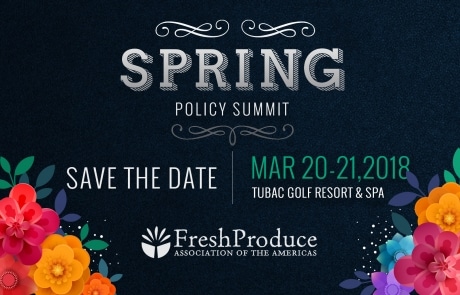 SPRING
POLICY SUMMIT
SAVE THE DATE
MAR 20-21,2018
TUBAC GOLF RESORT & SPA
FreshProduce
ASSOCIATION OF THE AMERICAS